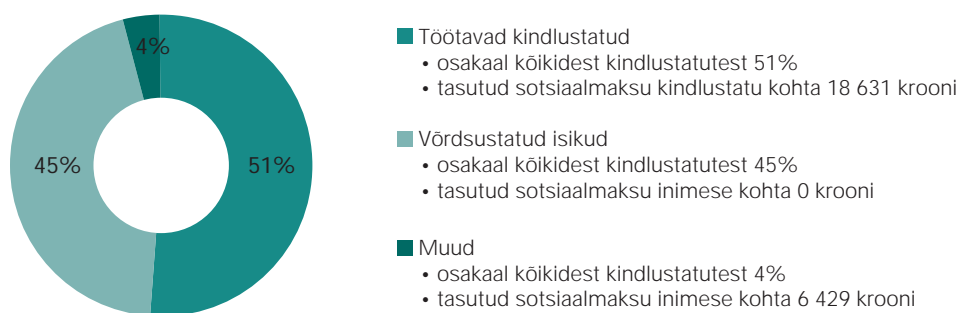 4%
45%
51%
Töötavad kindlustatud
• osakaal kõikidest kindlustatutest 51%
• tasutud sotsiaalmaksu kindlustatu kohta 18 631 krooni
Võrdsustatud isikud
• osakaal kõikidest kindlustatutest 45%
• tasutud sotsiaalmaksu inimese kohta 0 krooni
Muud
• osakaal kõikidest kindlustatutest 4%
• tasutud sotsiaalmaksu inimese kohta 6 429 krooni